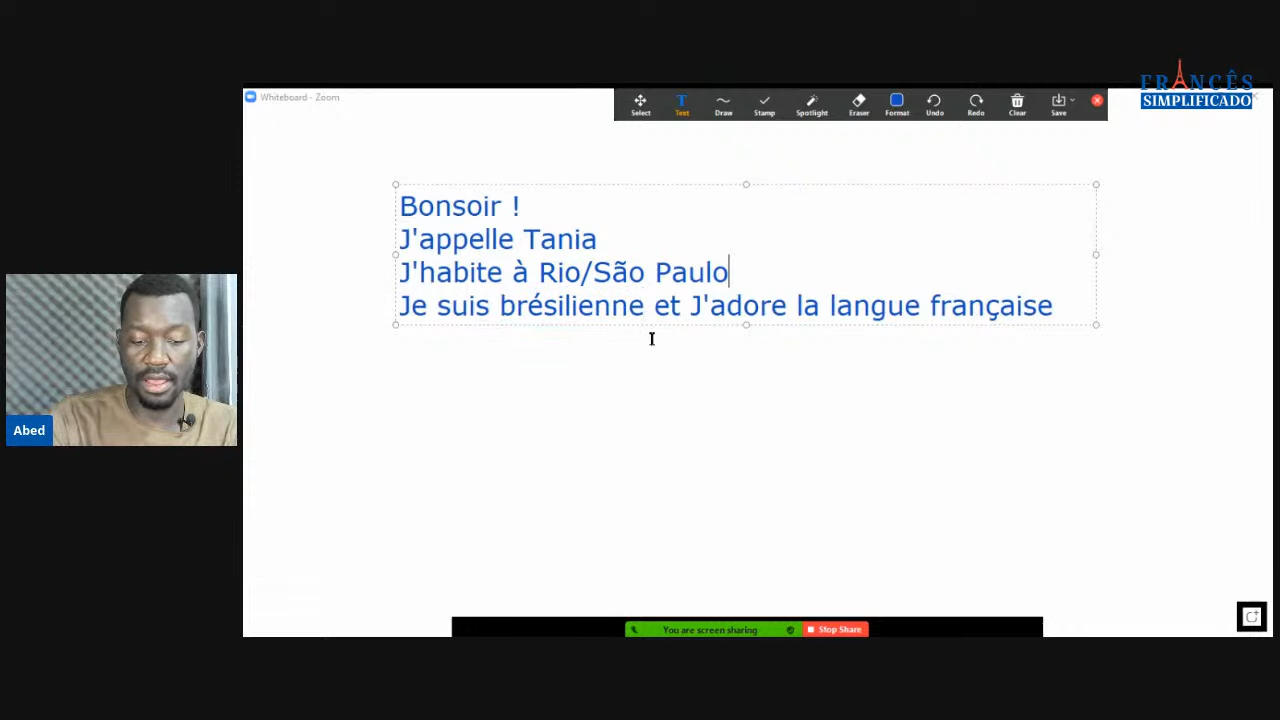 FRANCÊS
SIMPLIFICADO
Whiteboard - Zoom
Select Text Draw Stamp Spotlight Eraser Format Undo Redo Clear Save
Bonsoir !
J'appelle Tania
J'habite à Rio/São Paulo
Je suis brésilienne et J'adore la langue française
Abed
You are screen sharing Stop Share